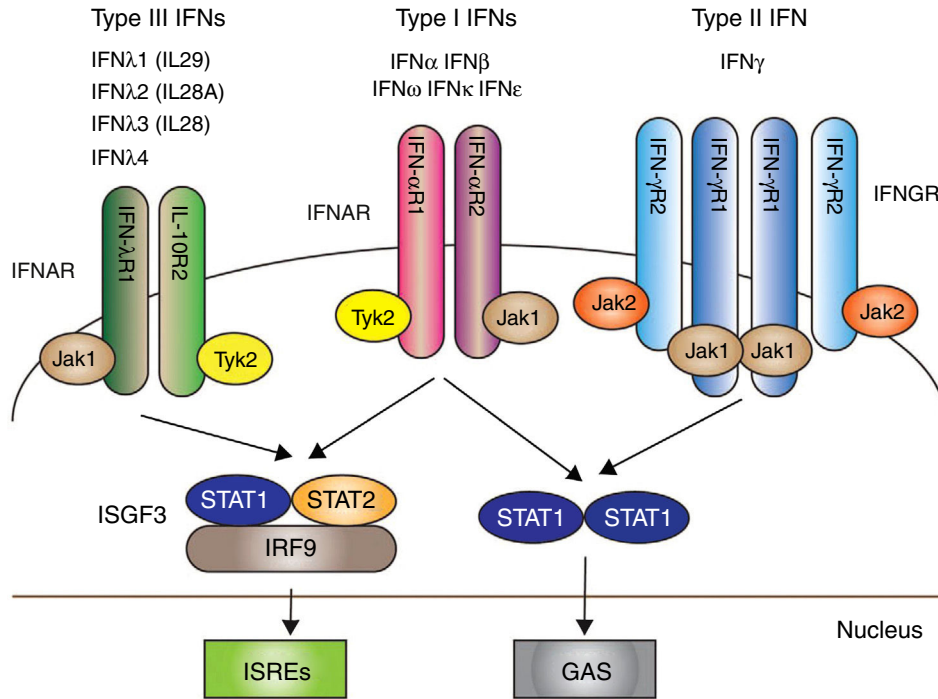 Type III IFNs
IFNλ1 (IL29)
IFNλ2 (IL28A)
IFNλ3 (IL28)
IFNλ4
Type I IFNs
IFNα IFNβ
IFNω IFNκ IFNε
Type II IFN
IFNγ
IFNAR
IFN-λR1
IL-10R2
Jak1
Tyk2
IFNAR
IFN-αR1
IFN-αR2
Tyk2
Jak1
IFN-γR2
IFN-γR1
IFN-γR1
IFN-γR2
IFNGR
Jak2
Jak1
Jak1
Jak2
ISGF3
STAT1
STAT2
IRF9
STAT1
STAT1
Nucleus
ISREs
GAS